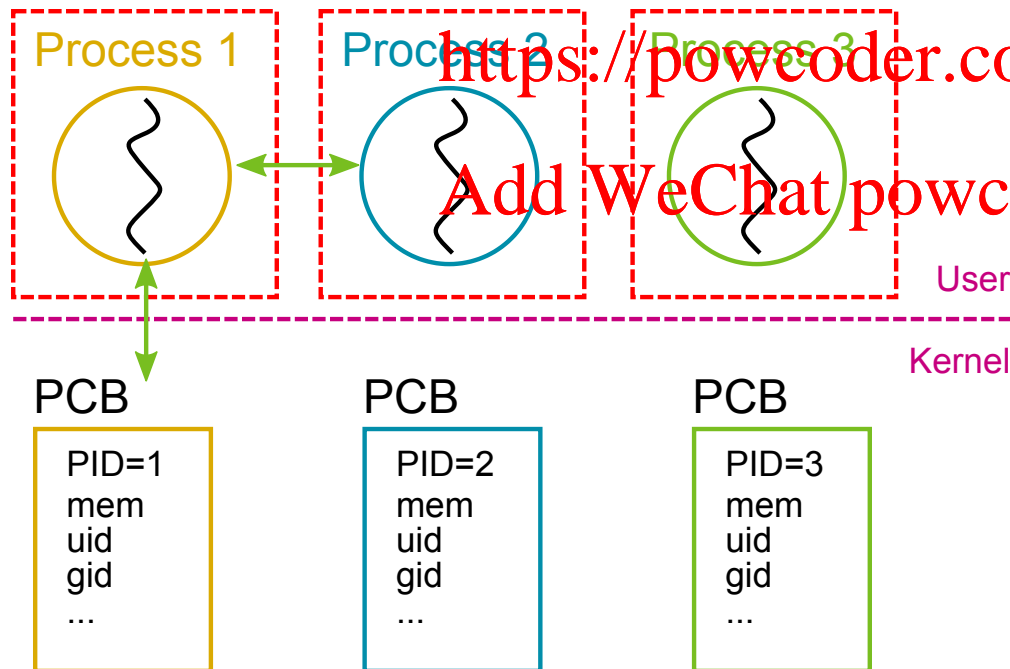 Process 1
Process 2
Process 3
https://powcoder.co
Add WeChat powc
User
Kernel
PCB
PCB
PCB
PID=1
mem
uid
gid
...
PID=2
mem
uid
gid
...
PID=3
mem
uid
gid
...